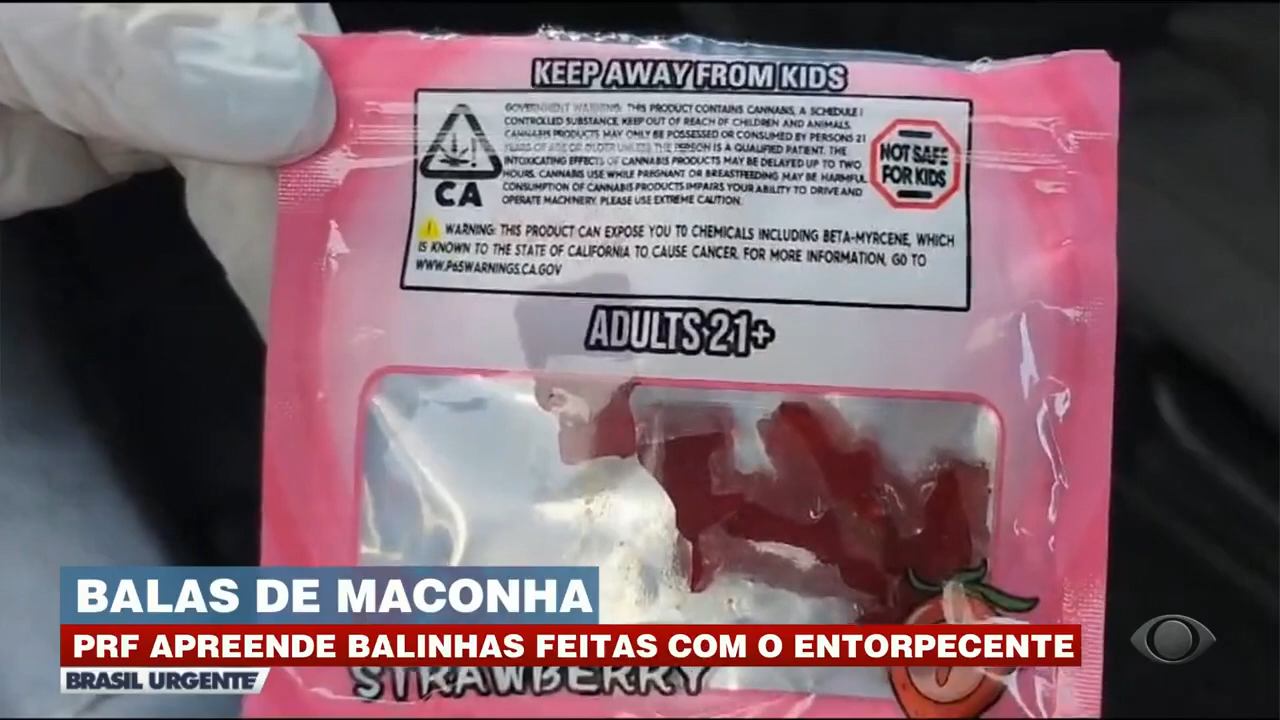 KEEP AWAY FROM KIDS
GOVERNMENT WARNING: THIS PRODUCT CONTAINS CANNABIS, A SCHEDULE I
CONTROLLED SUBSTANCE. KEEP OUT OF REACH OF CHILDREN AND ANIMALS.
CANNABIS PRODUCTS MAY ONLY BE POSSESSED OR CONSUMED BY PERSONS 21
YEARS OF AGE OR OLDER UNLESS THE PERSON IS A QUALIFIED PATIENT. THE
INTOXICATING EFFECTS OF CANNABIS PRODUCTS MAY BE DELAYED UP TO TWO
HOURS. CANNABIS USE WHILE PREGNANT OR BREASTFEEDING MAY BE HARMFUL.
CONSUMPTION OF CANNABIS PRODUCTS IMPAIRS YOUR ABILITY TO DRIVE AND
OPERATE MACHINERY. PLEASE USE EXTREME CAUTION.
CA
NOT SAFE
FOR KIDS
WARNING: THIS PRODUCT CAN EXPOSE YOU TO CHEMICALS INCLUDING BETA-MYRCENE, WHICH
IS KNOWN TO THE STATE OF CALIFORNIA TO CAUSE CANCER. FOR MORE INFORMATION, GO TO
WWW.P65WARNINGS.CA.GOV
ADULTS 21+
BALAS DE MACONHA
PRF APREENDE BALINHAS FEITAS COM O ENTORPECENTE
BRASIL URGENTE
STRAWBERRY